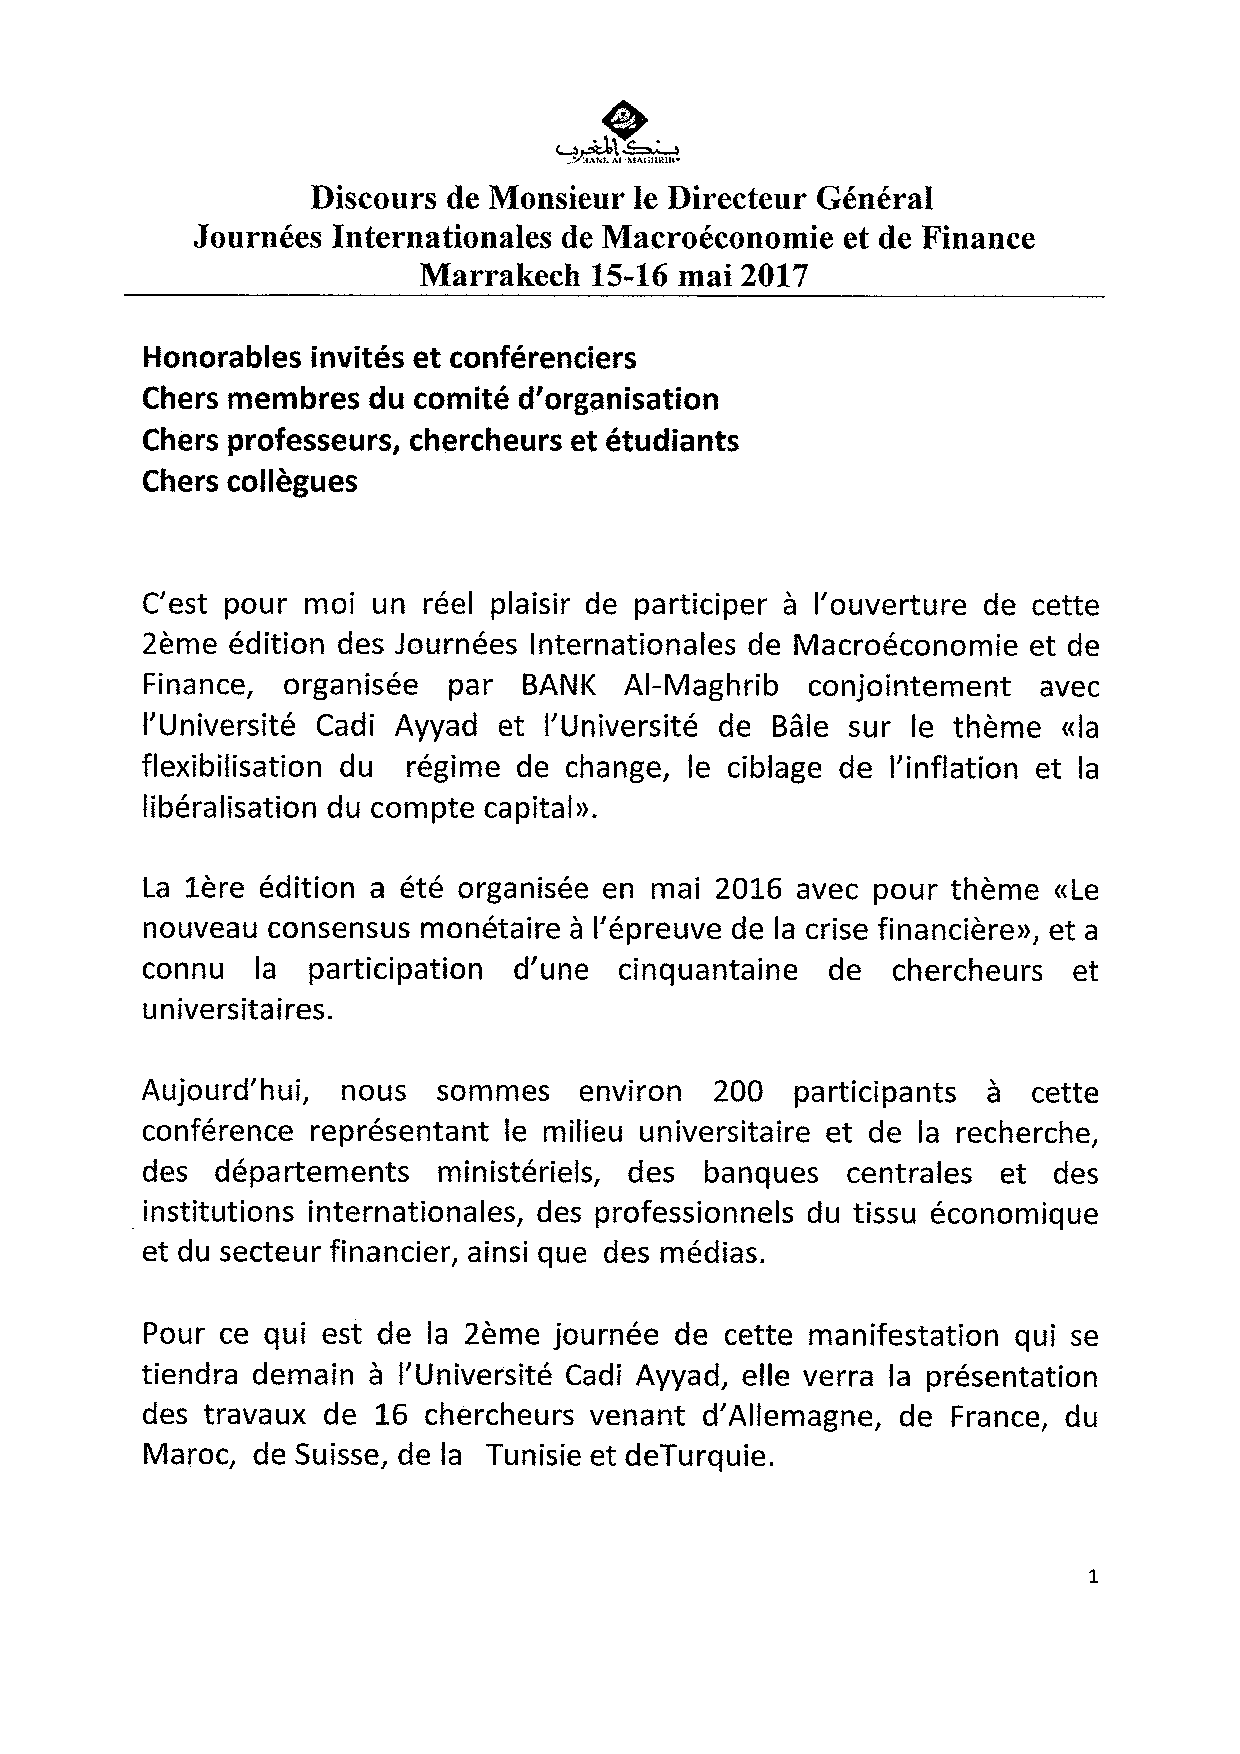 بنك المغرب
BANK AL-MAGHRIB
Discours de Monsieur le Directeur Général
Journées Internationales de Macroéconomie et de Finance
Marrakech 15-16 mai 2017
Honorables invités et conférenciers
Chers membres du comité d'organisation
Chers professeurs, chercheurs et étudiants
Chers collègues
C'est pour moi un réel plaisir de participer à l'ouverture de cette
2ème édition des Journées Internationales de Macroéconomie et de
Finance, organisée par BANK Al-Maghrib conjointement avec
l'Université Cadi Ayyad et l'Université de Bâle sur le thème «la
flexibilisation du régime de change, le ciblage de l'inflation et la
libéralisation du compte capital».
La 1ère édition a été organisée en mai 2016 avec pour thème «Le
nouveau consensus monétaire à l'épreuve de la crise financière», et a
connu la participation d'une cinquantaine de chercheurs et
universitaires.
Aujourd'hui, nous sommes environ 200 participants à cette
conférence représentant le milieu universitaire et de la recherche,
des départements ministériels, des banques centrales et des
institutions internationales, des professionnels du tissu économique
et du secteur financier, ainsi que des médias.
Pour ce qui est de la 2ème journée de cette manifestation qui se
tiendra demain à l'Université Cadi Ayyad, elle verra la présentation
des travaux de 16 chercheurs venant d'Allemagne, de France, du
Maroc, de Suisse, de la Tunisie et deTurquie.
1